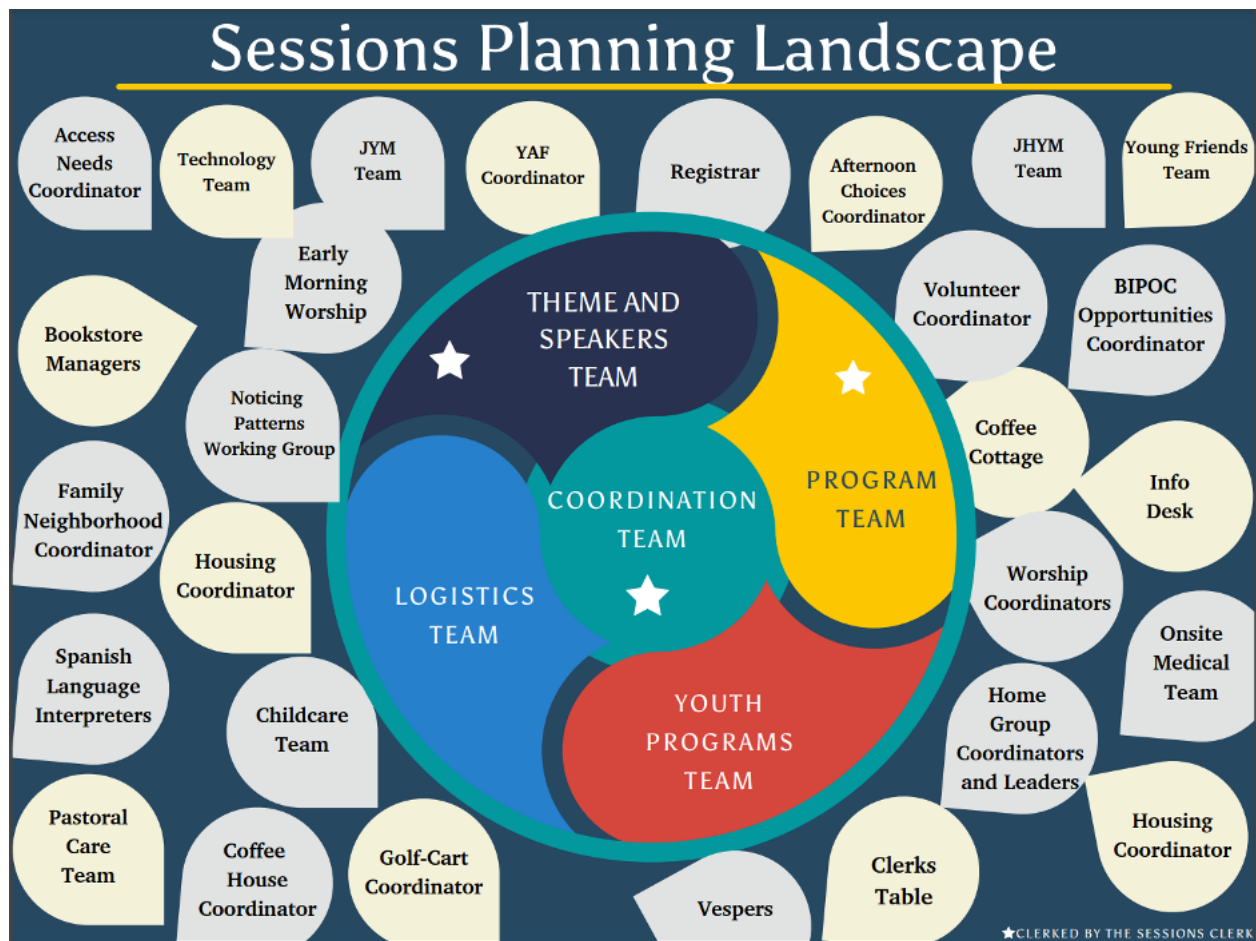 Sessions Planning Landscape
Access
Needs
Coordinator
Technology
Team
JYM
Team
YAF
Coordinator
Registrar
Afternoon
Choices
Coordinator
JHYM
Team
Young Friends
Team
Early
Morning
Worship
Volunteer
Coordinator
BIPOC
Opportunities
Coordinator
Bookstore
Managers
THEME AND
SPEAKERS
TEAM
Noticing
Patterns
Working Group
Coffee
Cottage
Info
Desk
Family
Neighborhood
Coordinator
PROGRAM
TEAM
COORDINATION
TEAM
Housing
Coordinator
LOGISTICS
TEAM
Worship
Coordinators
Onsite
Medical
Team
Spanish
Language
Interpreters
Childcare
Team
YOUTH
PROGRAMS
TEAM
Home
Group
Coordinators
and Leaders
Pastoral
Care
Team
Coffee
House
Coordinator
Golf-Cart
Coordinator
Vespers
Clerks
Table
Housing
Coordinator
CLERKED BY THE SESSIONS CLERK